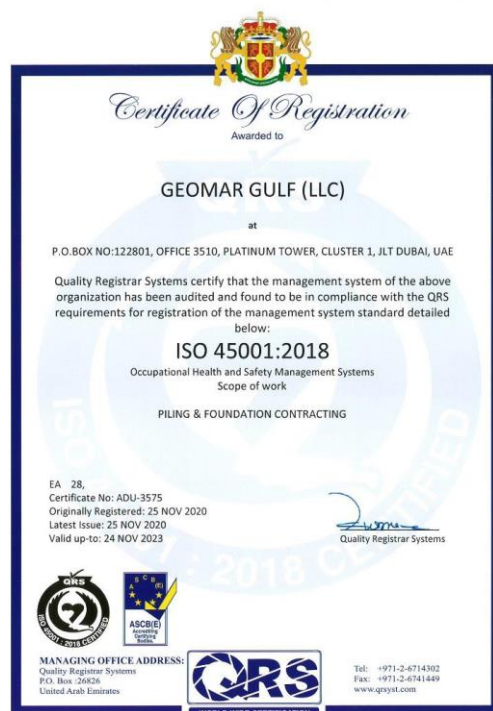 Certificate Of Registration
Awarded to
GEOMAR GULF (LLC)
at
P.O.BOX NO:122801, OFFICE 3510, PLATINUM TOWER, CLUSTER 1, JLT DUBAI, UAE
Quality Registrar Systems certify that the management system of the above
organization has been audited and found to be in compliance with the QRS
requirements for registration of the management system standard detailed
below:
ISO 45001:2018
Occupational Health and Safety Management Systems
Scope of work
PILING & FOUNDATION CONTRACTING
EA 28,
Certificate No: ADU-3575
Originally Registered: 25 NOV 2020
Latest Issue: 25 NOV 2020
Valid up-to: 24 NOV 2023
Quality Registrar Systems
QRS
ISO 45001 : 2018 CERTIFIED
ASCB(E)
ASCB(E)
Accrediting
Certifying
Bodies.
MANAGING OFFICE ADDRESS:
Quality Registrar Systems
P.O. Box :26826
United Arab Emirates
QRS
Tel: +971-2-6714302
Fax: +971-2-6741449
www.qrsyst.com